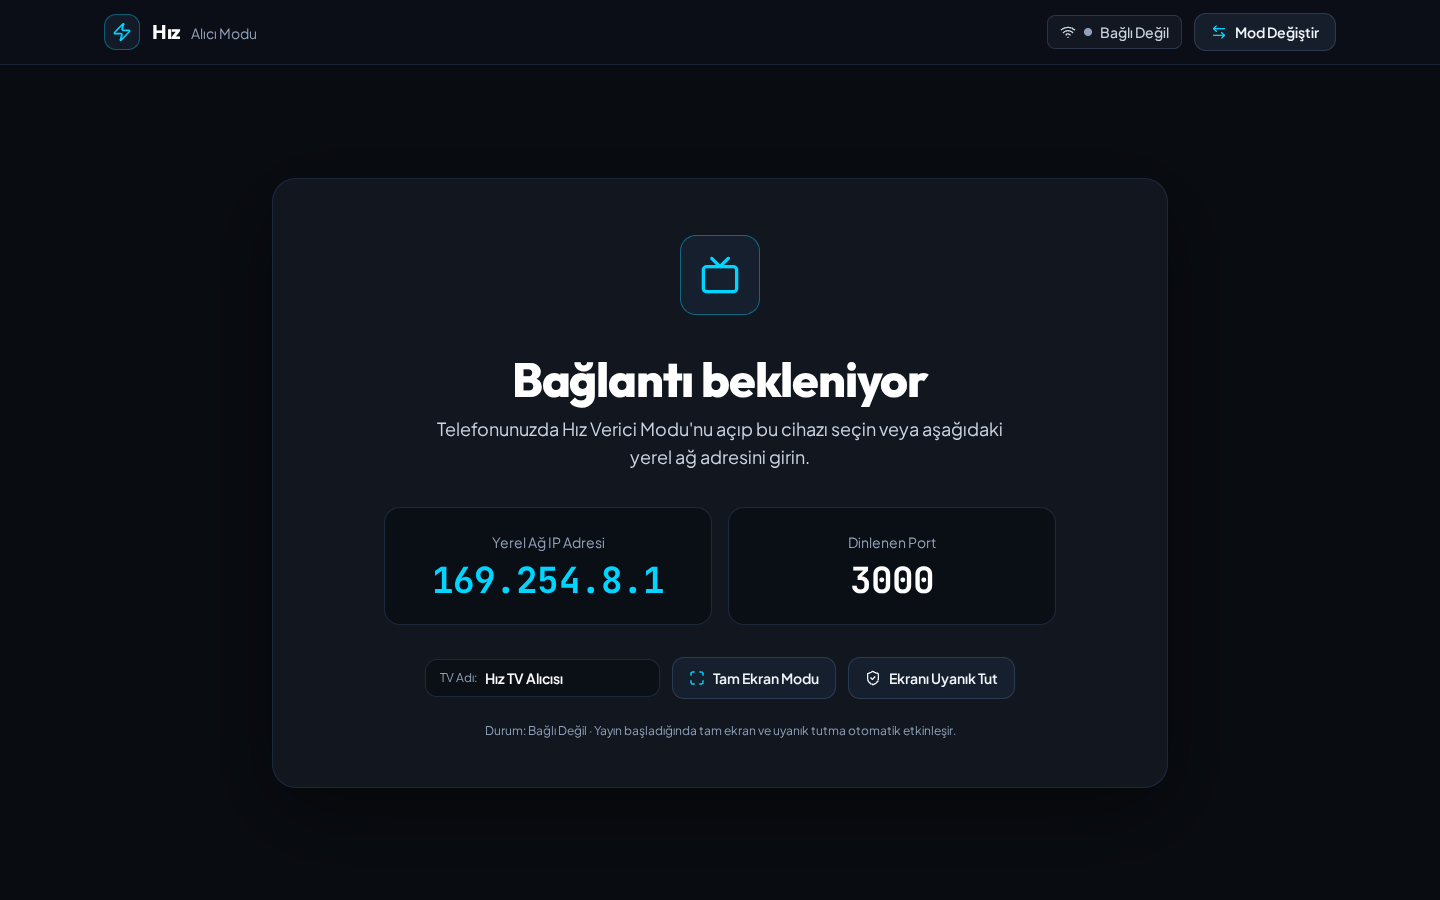 Hız Alıcı Modu
Bağlı Değil
Mod Değiştir
Bağlantı bekleniyor
Telefonunuzda Hız Verici Modu'nu açıp bu cihazı seçin veya aşağıdaki
yerel ağ adresini girin.
Yerel Ağ IP Adresi
169.254.8.1
Dinlenen Port
3000
TV Adı: Hız TV Alıcısı
Tam Ekran Modu
Ekranı Uyanık Tut
Durum: Bağlı Değil · Yayın başladığında tam ekran ve uyanık tutma otomatik etkinleşir.